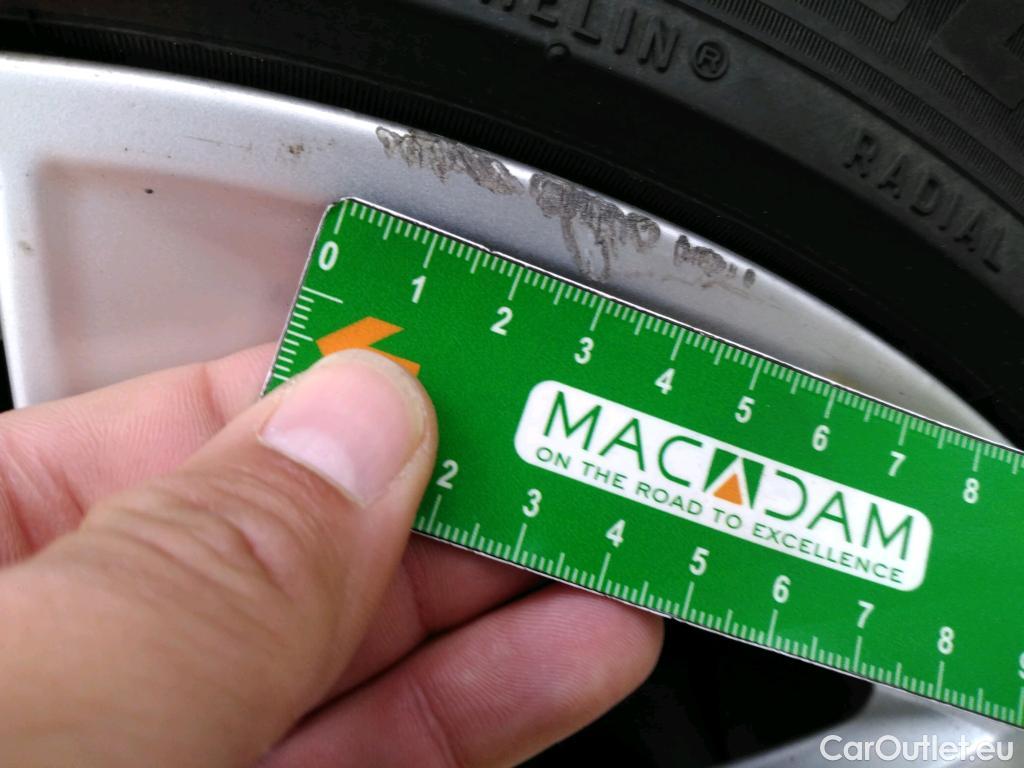 MICHELIN®
RADIAL
0 1 2 3 4 5 6 7 8
MACADAM
ON THE ROAD TO EXCELLENCE
2 3 4 5 6 7 8
CarOutlet.eu